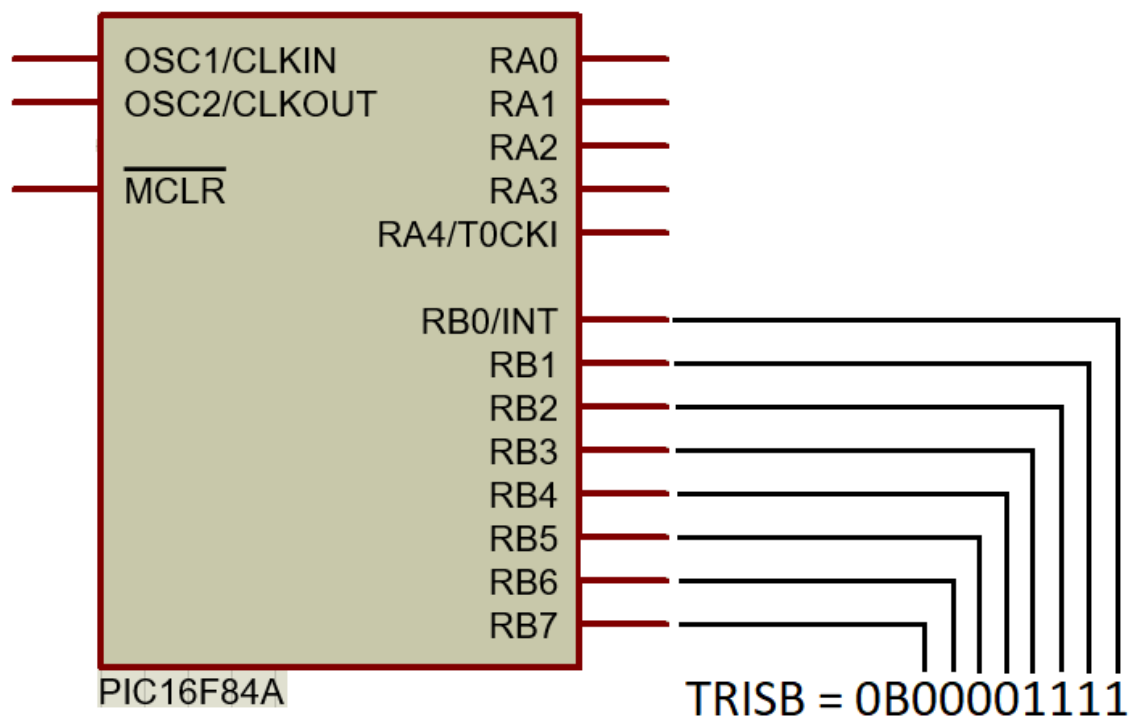 OSC1/CLKIN RA0
OSC2/CLKOUT RA1
RA2
MCLR RA3
RA4/T0CKI
RB0/INT
RB1
RB2
RB3
RB4
RB5
RB6
RB7
PIC16F84A
TRISB = 0B00001111